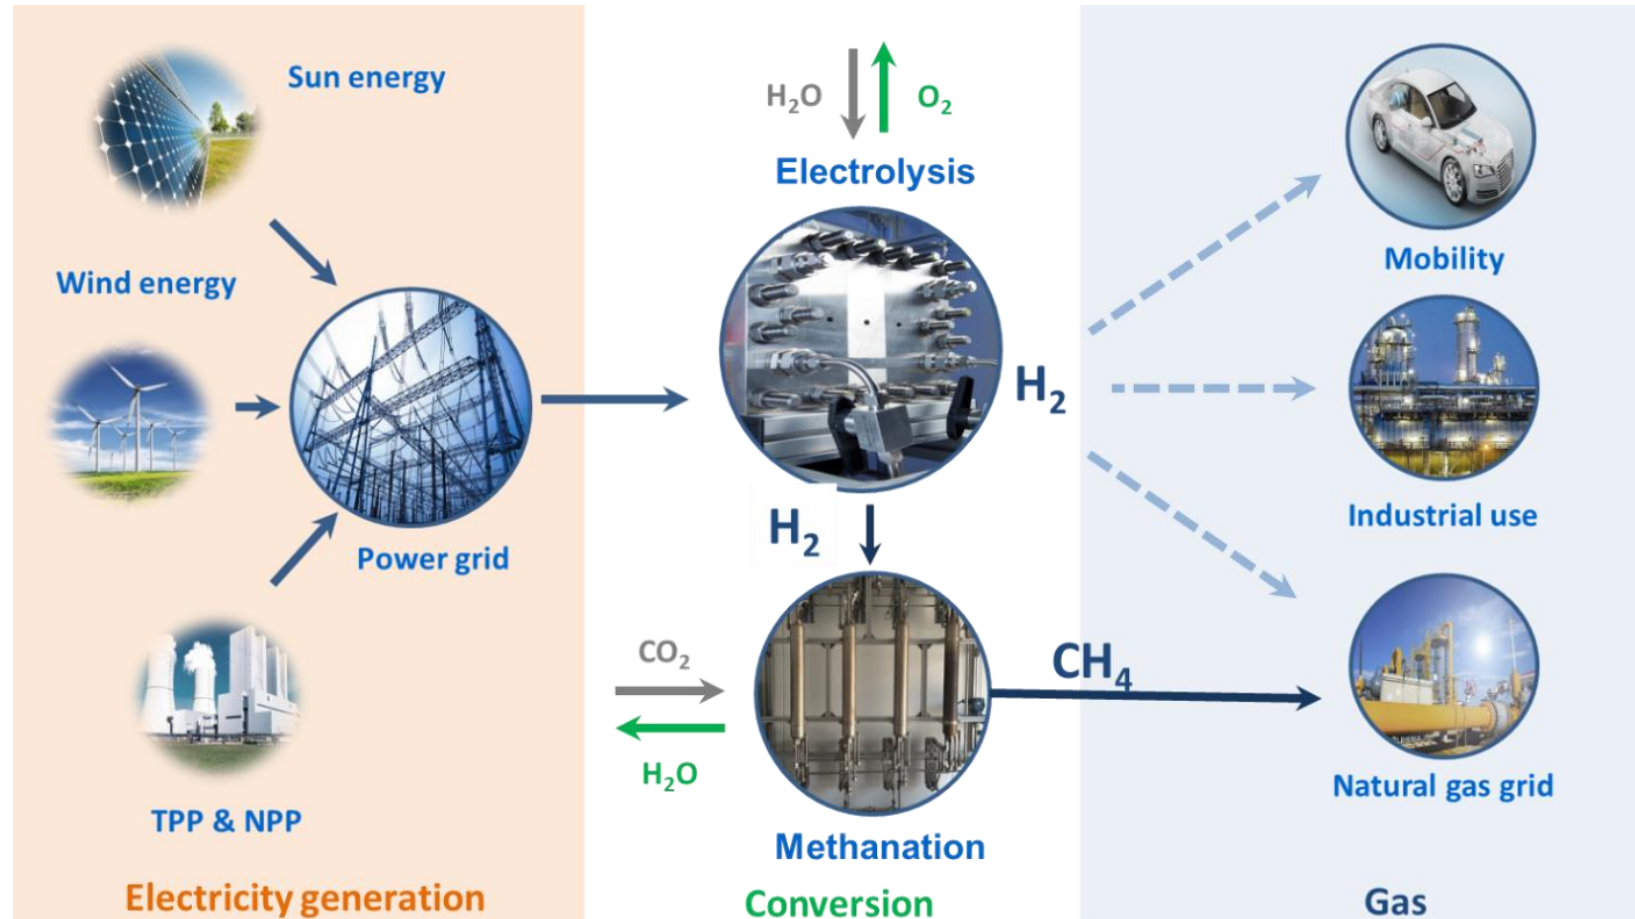 Sun energy
Wind energy
Power grid
TPP & NPP
Electricity generation
H₂O
O₂
Electrolysis
H₂
H₂
CO₂
H₂O
CH₄
Methanation
Conversion
Mobility
Industrial use
Natural gas grid
Gas